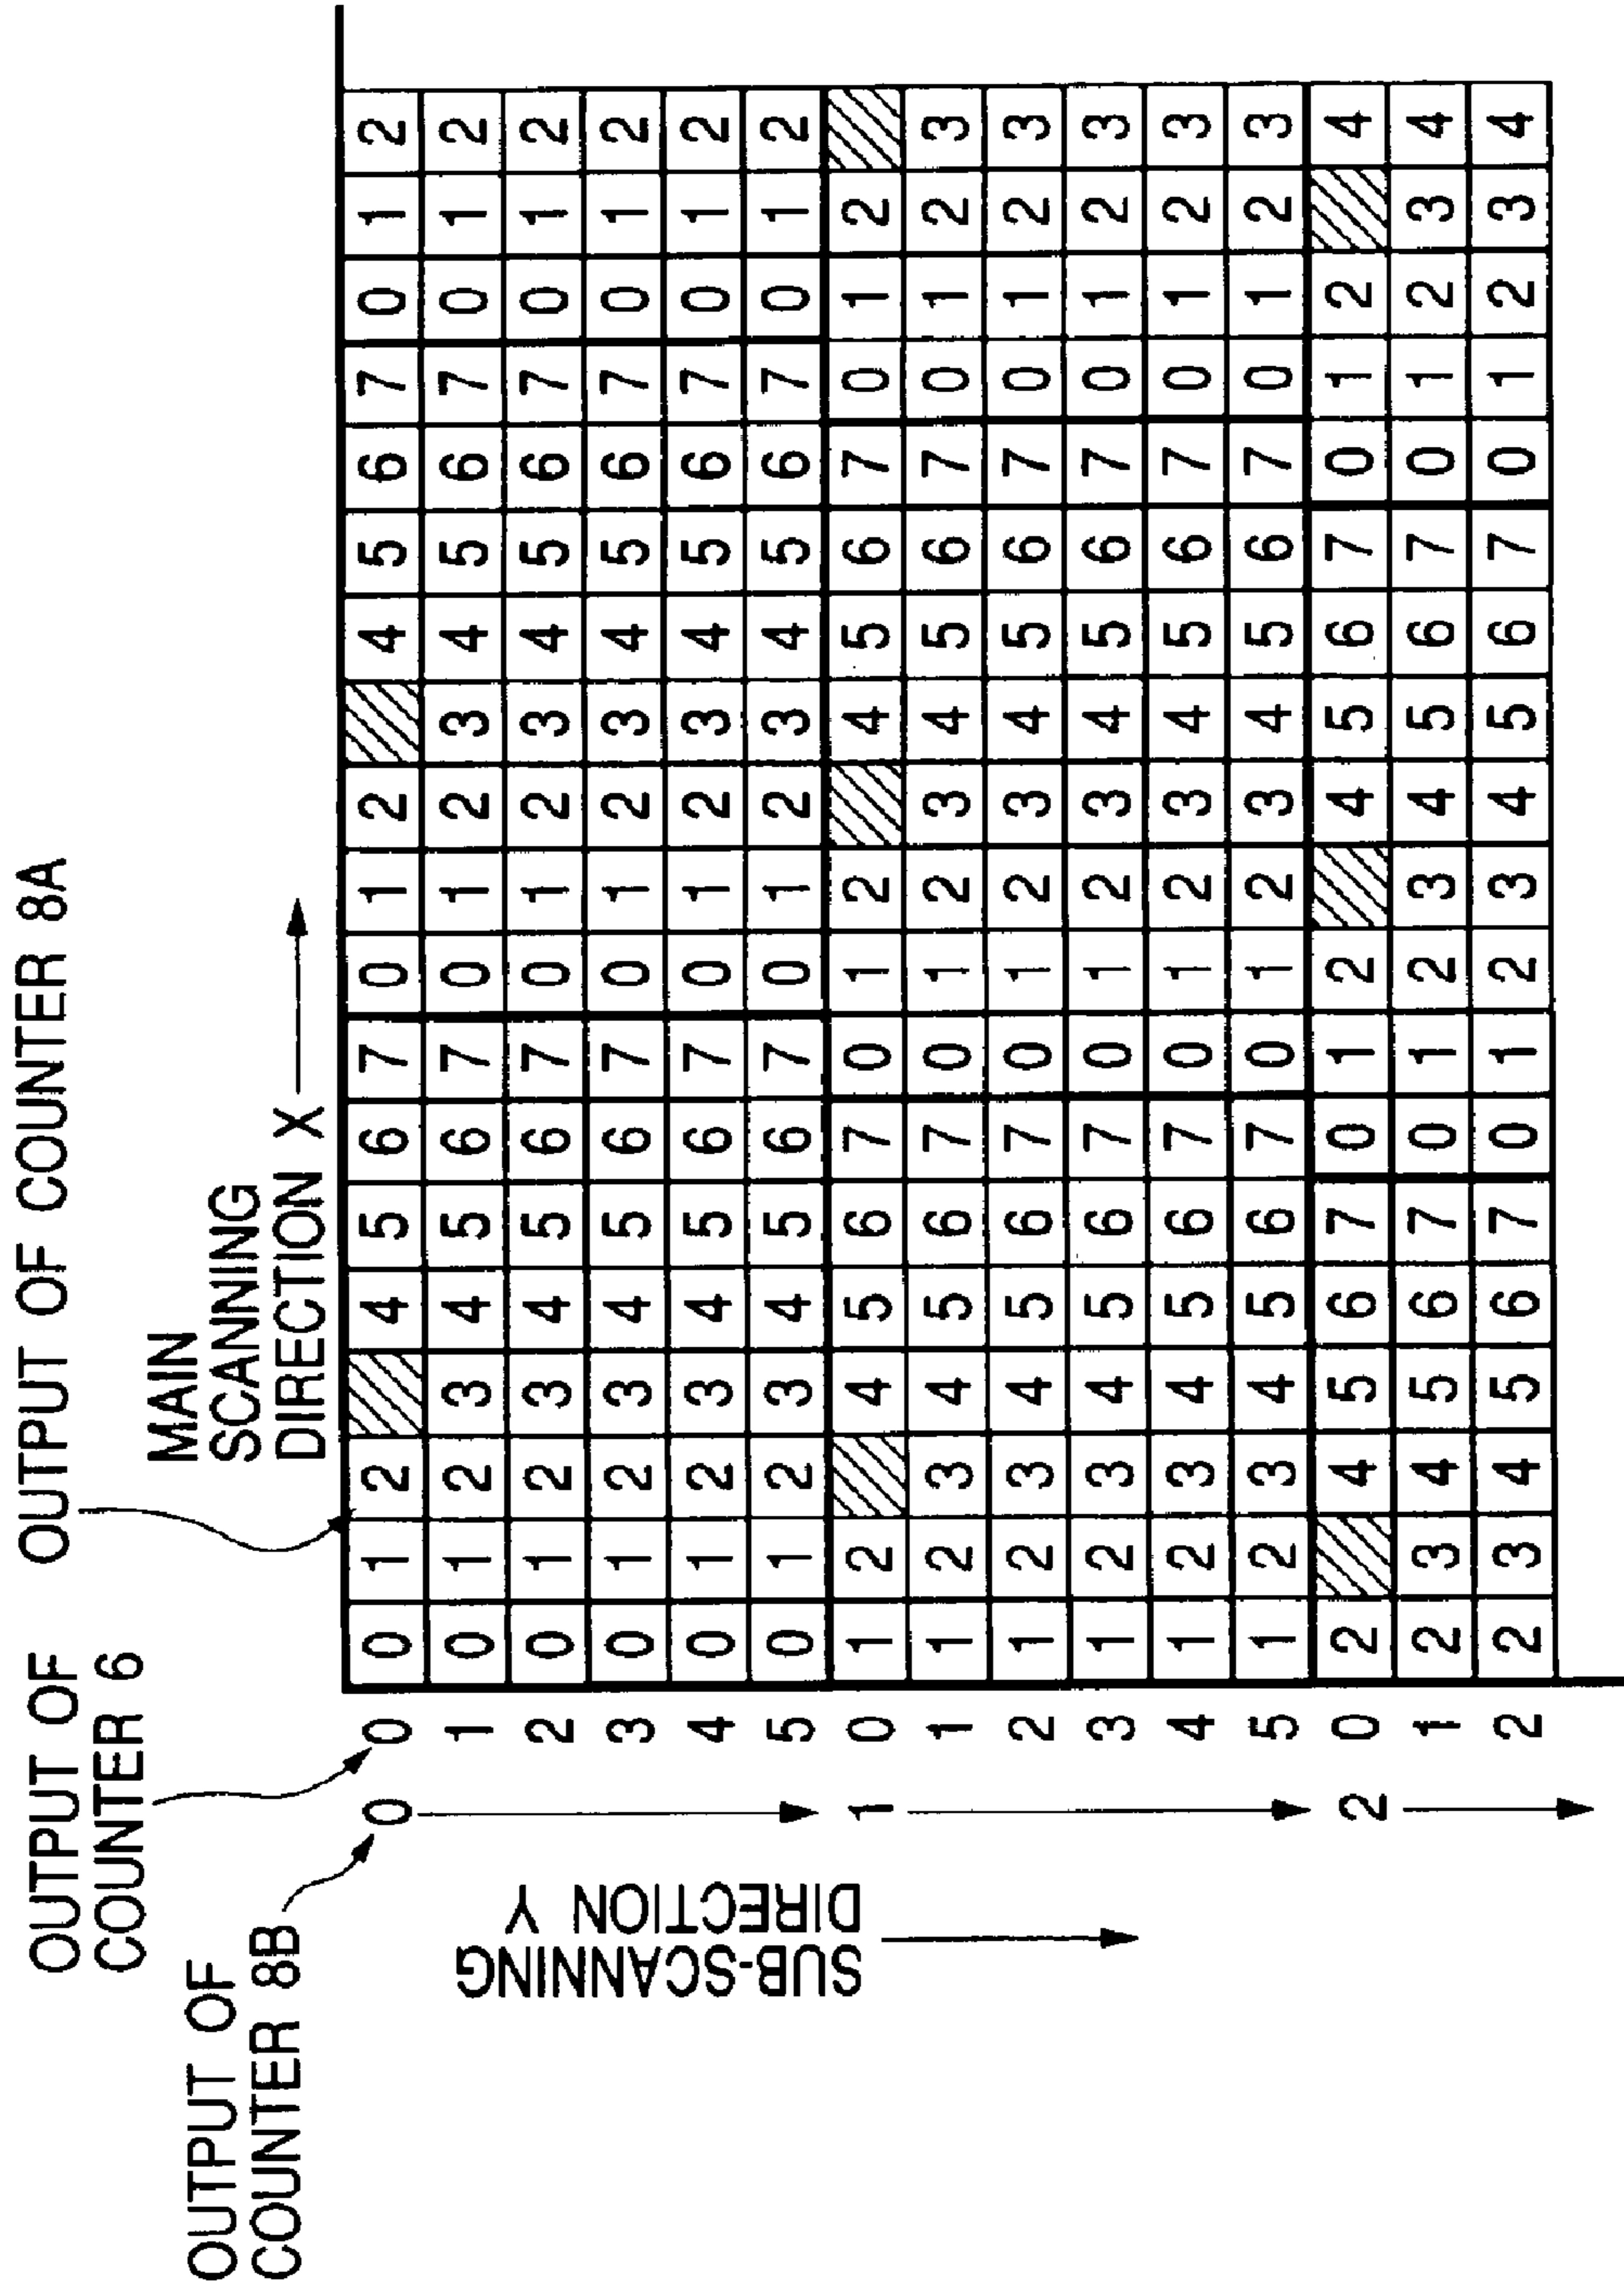 OUTPUT OF COUNTER 8A
OUTPUT OF
COUNTER 6
MAIN
SCANNING
DIRECTION X
OUTPUT OF
COUNTER 8B
SUB-SCANNING
DIRECTION Y
0 0 0 1 2 4 5 6 7 0 1 2 4 5 6 7 0 1 2
1 0 1 2 3 4 5 6 7 0 1 2 3 4 5 6 7 0 1 2
2 0 1 2 3 4 5 6 7 0 1 2 3 4 5 6 7 0 1 2
3 0 1 2 3 4 5 6 7 0 1 2 3 4 5 6 7 0 1 2
4 0 1 2 3 4 5 6 7 0 1 2 3 4 5 6 7 0 1 2
5 0 1 2 3 4 5 6 7 0 1 2 3 4 5 6 7 0 1 2
1 0 1 2 4 5 6 7 0 1 2 4 5 6 7 0 1 2
1 1 2 3 4 5 6 7 0 1 2 3 4 5 6 7 0 1 2 3
2 1 2 3 4 5 6 7 0 1 2 3 4 5 6 7 0 1 2 3
3 1 2 3 4 5 6 7 0 1 2 3 4 5 6 7 0 1 2 3
4 1 2 3 4 5 6 7 0 1 2 3 4 5 6 7 0 1 2 3
5 1 2 3 4 5 6 7 0 1 2 3 4 5 6 7 0 1 2 3
2 0 2 4 5 6 7 0 1 2 4 5 6 7 0 1 2 4
1 2 3 4 5 6 7 0 1 2 3 4 5 6 7 0 1 2 3 4
2 2 3 4 5 6 7 0 1 2 3 4 5 6 7 0 1 2 3 4